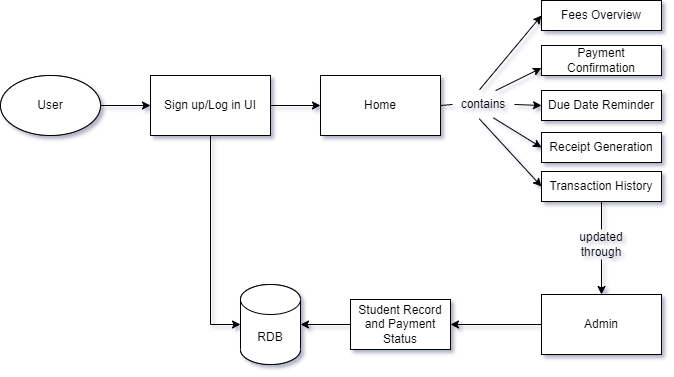 Fees Overview
Payment
Confirmation
User
Sign up/Log in UI
Home
contains
Due Date Reminder
Receipt Generation
Transaction History
updated
through
RDB
Student Record
and Payment
Status
Admin